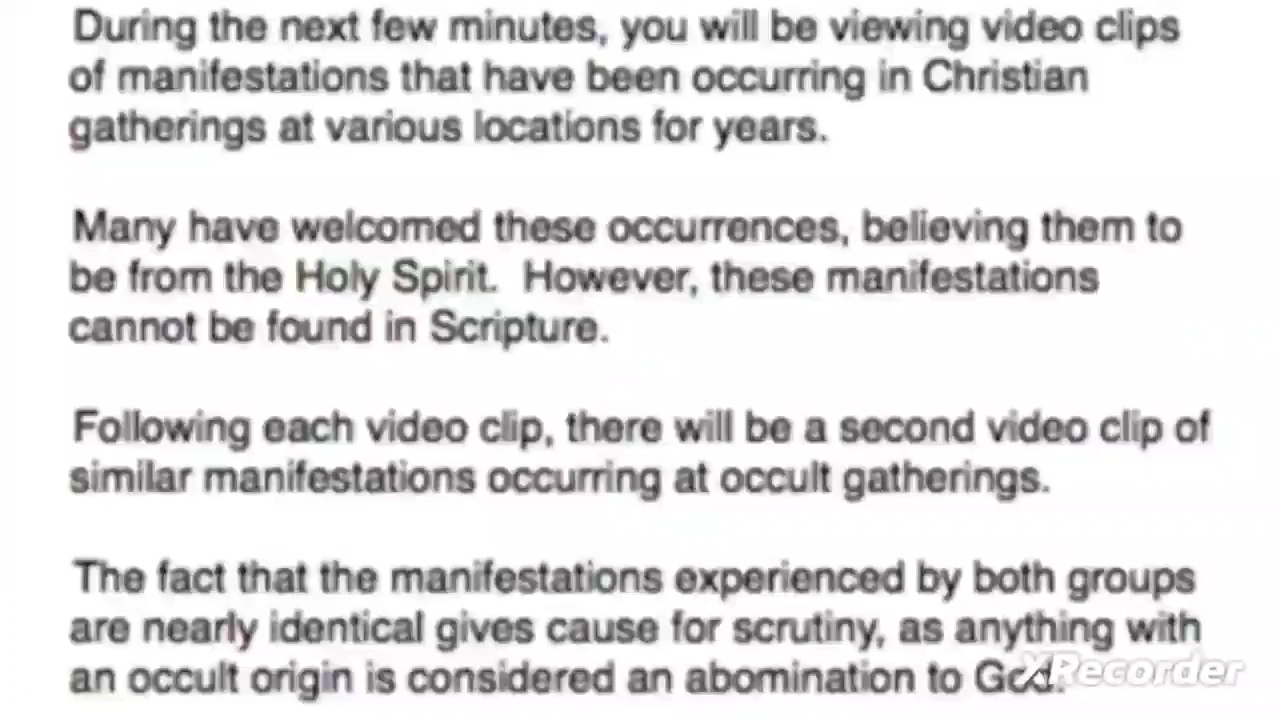 During the next few minutes, you will be viewing video clips
of manifestations that have been occurring in Christian
gatherings at various locations for years.
Many have welcomed these occurrences, believing them to
be from the Holy Spirit. However, these manifestations
cannot be found in Scripture.
Following each video clip, there will be a second video clip of
similar manifestations occurring at occult gatherings.
The fact that the manifestations experienced by both groups
are nearly identical gives cause for scrutiny, as anything with
an occult origin is considered an abomination to God.
XRecorder